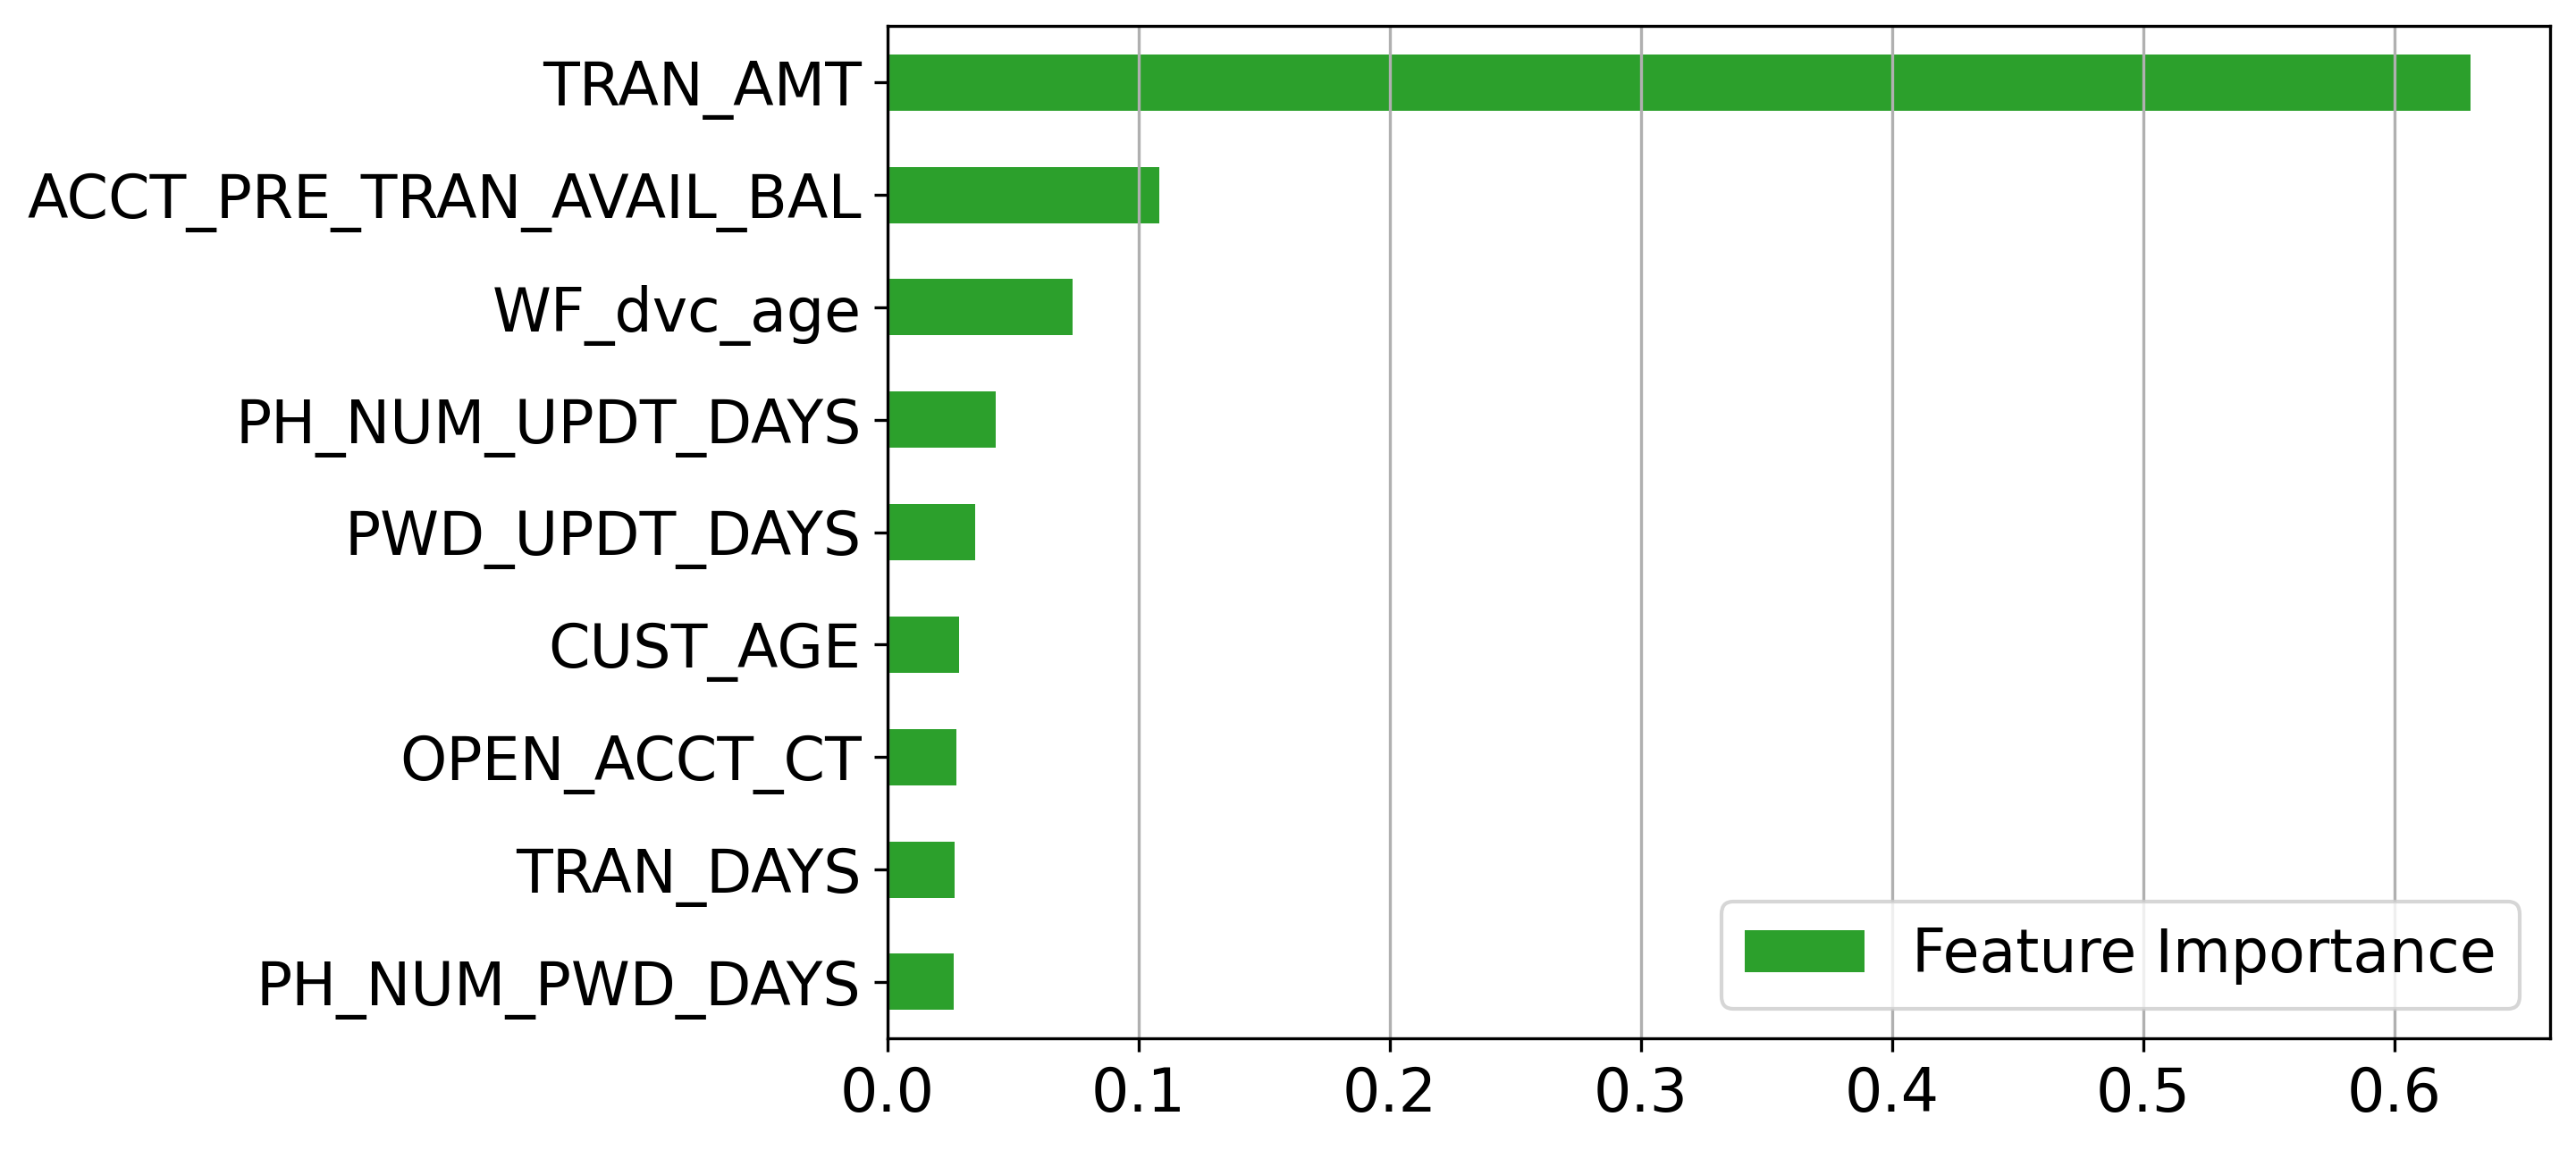 TRAN_AMT
ACCT_PRE_TRAN_AVAIL_BAL
WF_dvc_age
PH_NUM_UPDT_DAYS
PWD_UPDT_DAYS
CUST_AGE
OPEN_ACCT_CT
TRAN_DAYS
PH_NUM_PWD_DAYS
Feature Importance
0.0 0.1 0.2 0.3 0.4 0.5 0.6